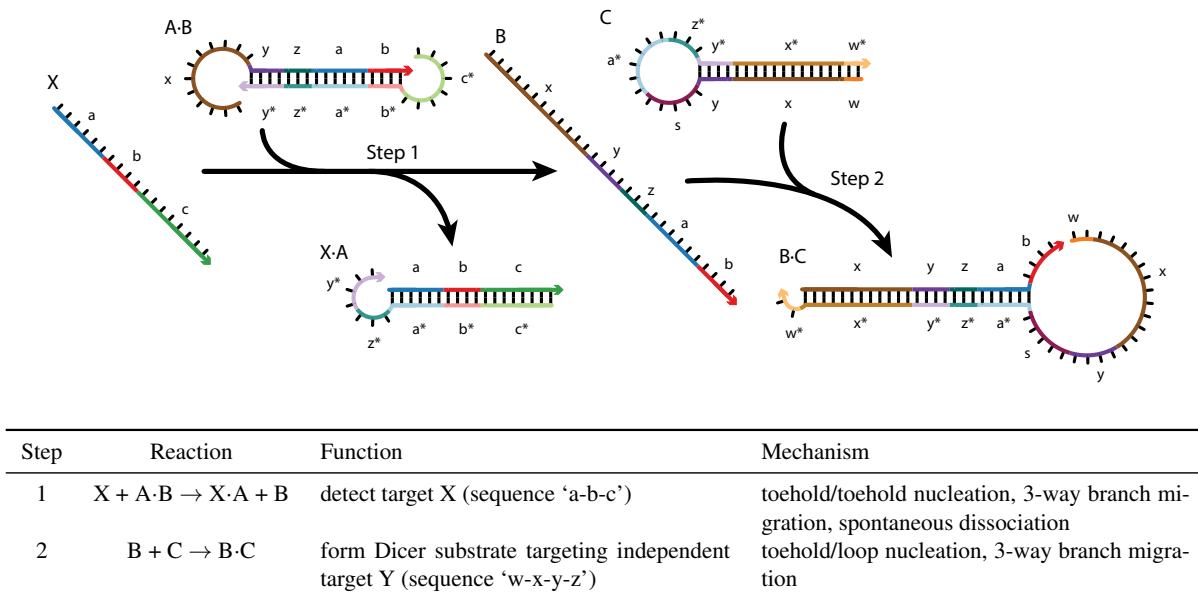 A·B
y z a b
x
c*
y* z* a* b*
X
a
b
c
Step 1
X·A
a b c
y*
z*
a* b* c*
B
x
y
z
a
b
C
z*
y* x* w*
a*
y x w
s
Step 2
B·C
x y z a
b
w
x
w*
x* y* z* a*
s
y
Step Reaction Function Mechanism
1 X + A·B → X·A + B detect target X (sequence ‘a-b-c’) toehold/toehold nucleation, 3-way branch mi-
gration, spontaneous dissociation
2 B + C → B·C form Dicer substrate targeting independent toehold/loop nucleation, 3-way branch migra-
target Y (sequence ‘w-x-y-z’) tion